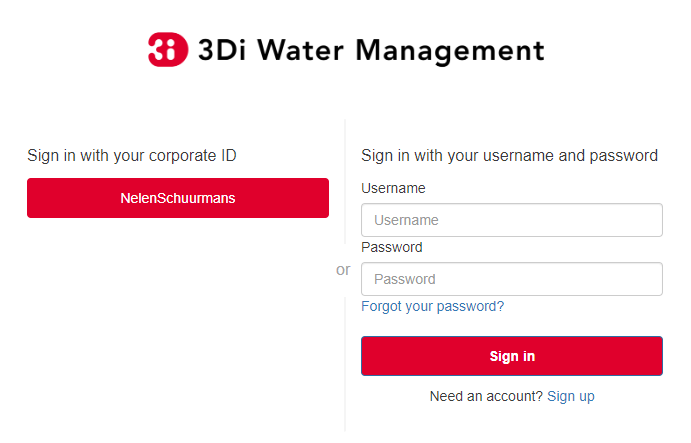 3Di Water Management
Sign in with your corporate ID
NelenSchuurmans
or
Sign in with your username and password
Username
Username
Password
Password
Forgot your password?
Sign in
Need an account? Sign up